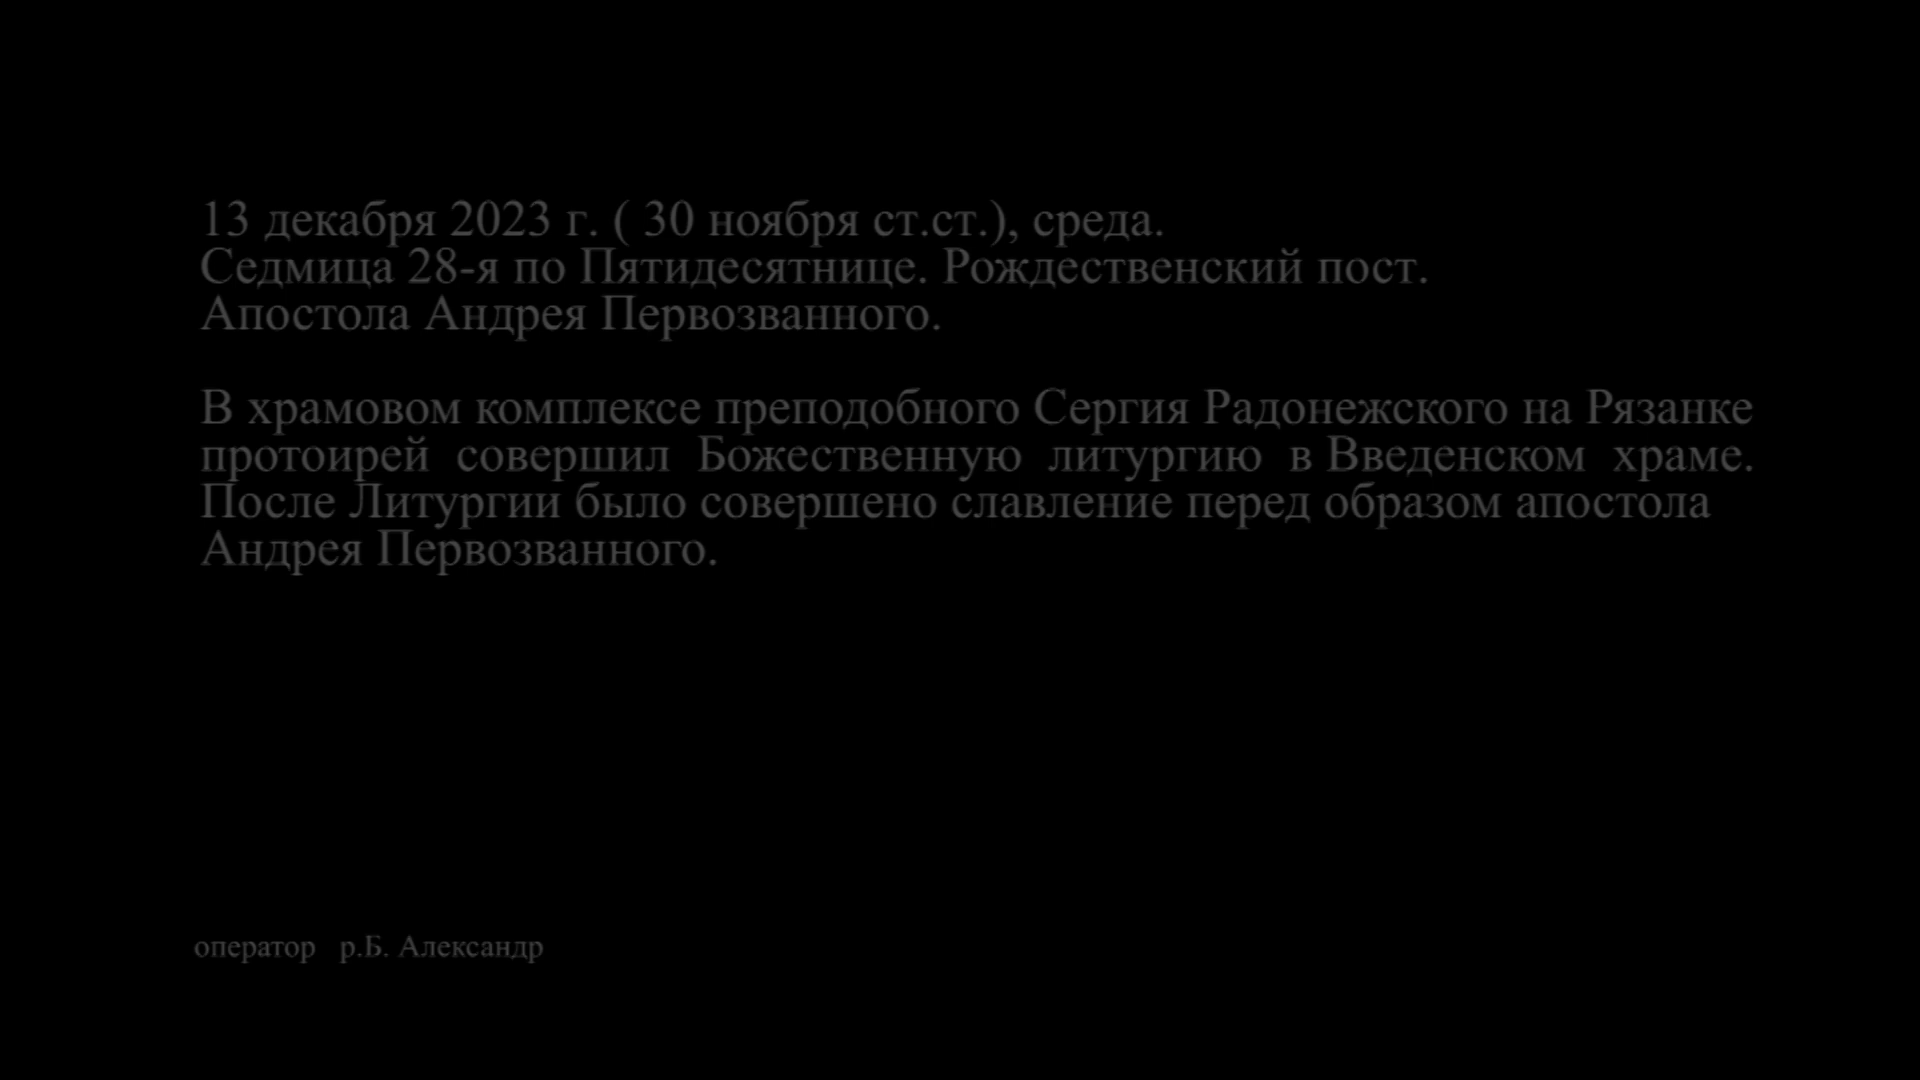 13 декабря 2023 г. ( 30 ноября ст.ст.), среда.
Седмица 28-я по Пятидесятнице. Рождественский пост.
Апостола Андрея Первозванного.
В храмовом комплексе преподобного Сергия Радонежского на Рязанке
протоирей совершил Божественную литургию в Введенском храме.
После Литургии было совершено славление перед образом апостола
Андрея Первозванного.
оператор р.Б. Александр